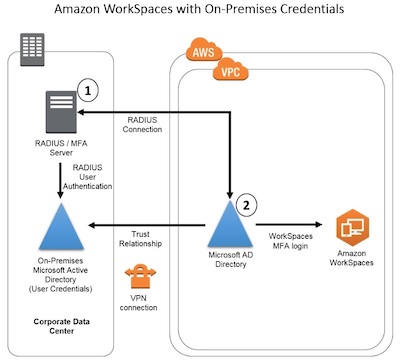 Amazon WorkSpaces with On-Premises Credentials
AWS
VPC
1
RADIUS / MFA
Server
RADIUS
Connection
RADIUS
User
Authentication
2
Trust
Relationship
Microsoft AD
Directory
WorkSpaces
MFA login
Amazon
WorkSpaces
On-Premises
Microsoft Active
Directory
(User Credentials)
VPN
connection
Corporate Data
Center